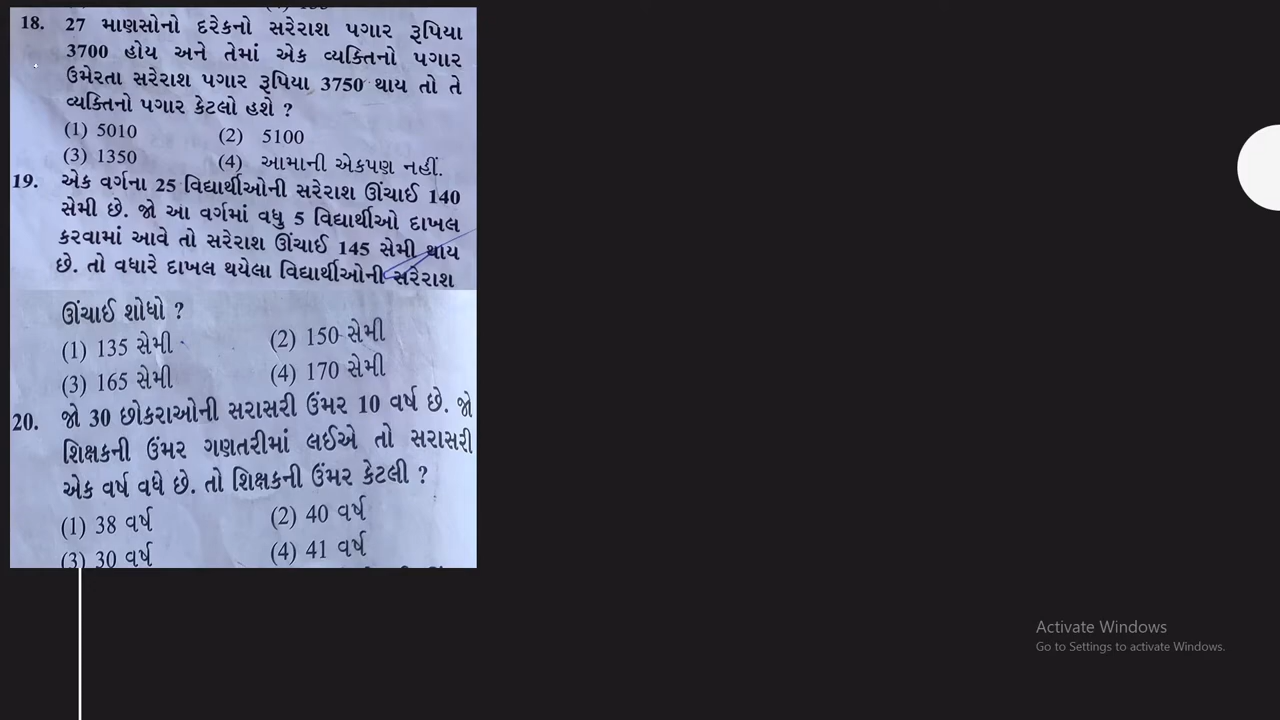 18. 27 માણસોનો દરેકનો સરેરાશ પગાર રૂપિયા
3700 હોય અને તેમાં એક વ્યક્તિનો પગાર
ઉમેરતા સરેરાશ પગાર રૂપિયા 3750 થાય તો તે
વ્યક્તિનો પગાર કેટલો હશે ?
(1) 5010 (2) 5100
(3) 1350 (4) આમાની એકપણ નહીં.
19. એક વર્ગના 25 વિદ્યાર્થીઓની સરેરાશ ઊંચાઈ 140
સેમી છે. જો આ વર્ગમાં વધુ 5 વિદ્યાર્થીઓ દાખલ
કરવામાં આવે તો સરેરાશ ઊંચાઈ 145 સેમી થાય
છે. તો વધારે દાખલ થયેલા વિદ્યાર્થીઓની સરેરાશ
ઊંચાઈ શોધો ?
(1) 135 સેમી (2) 150 સેમી
(3) 165 સેમી (4) 170 સેમી
20. જો 30 છોકરાઓની સરાસરી ઉંમર 10 વર્ષ છે. જો
શિક્ષકની ઉંમર ગણતરીમાં લઈએ તો સરાસરી
એક વર્ષ વધે છે. તો શિક્ષકની ઉંમર કેટલી ?
(1) 38 વર્ષ (2) 40 વર્ષ
(3) 30 વર્ષ (4) 41 વર્ષ
Activate Windows
Go to Settings to activate Windows.